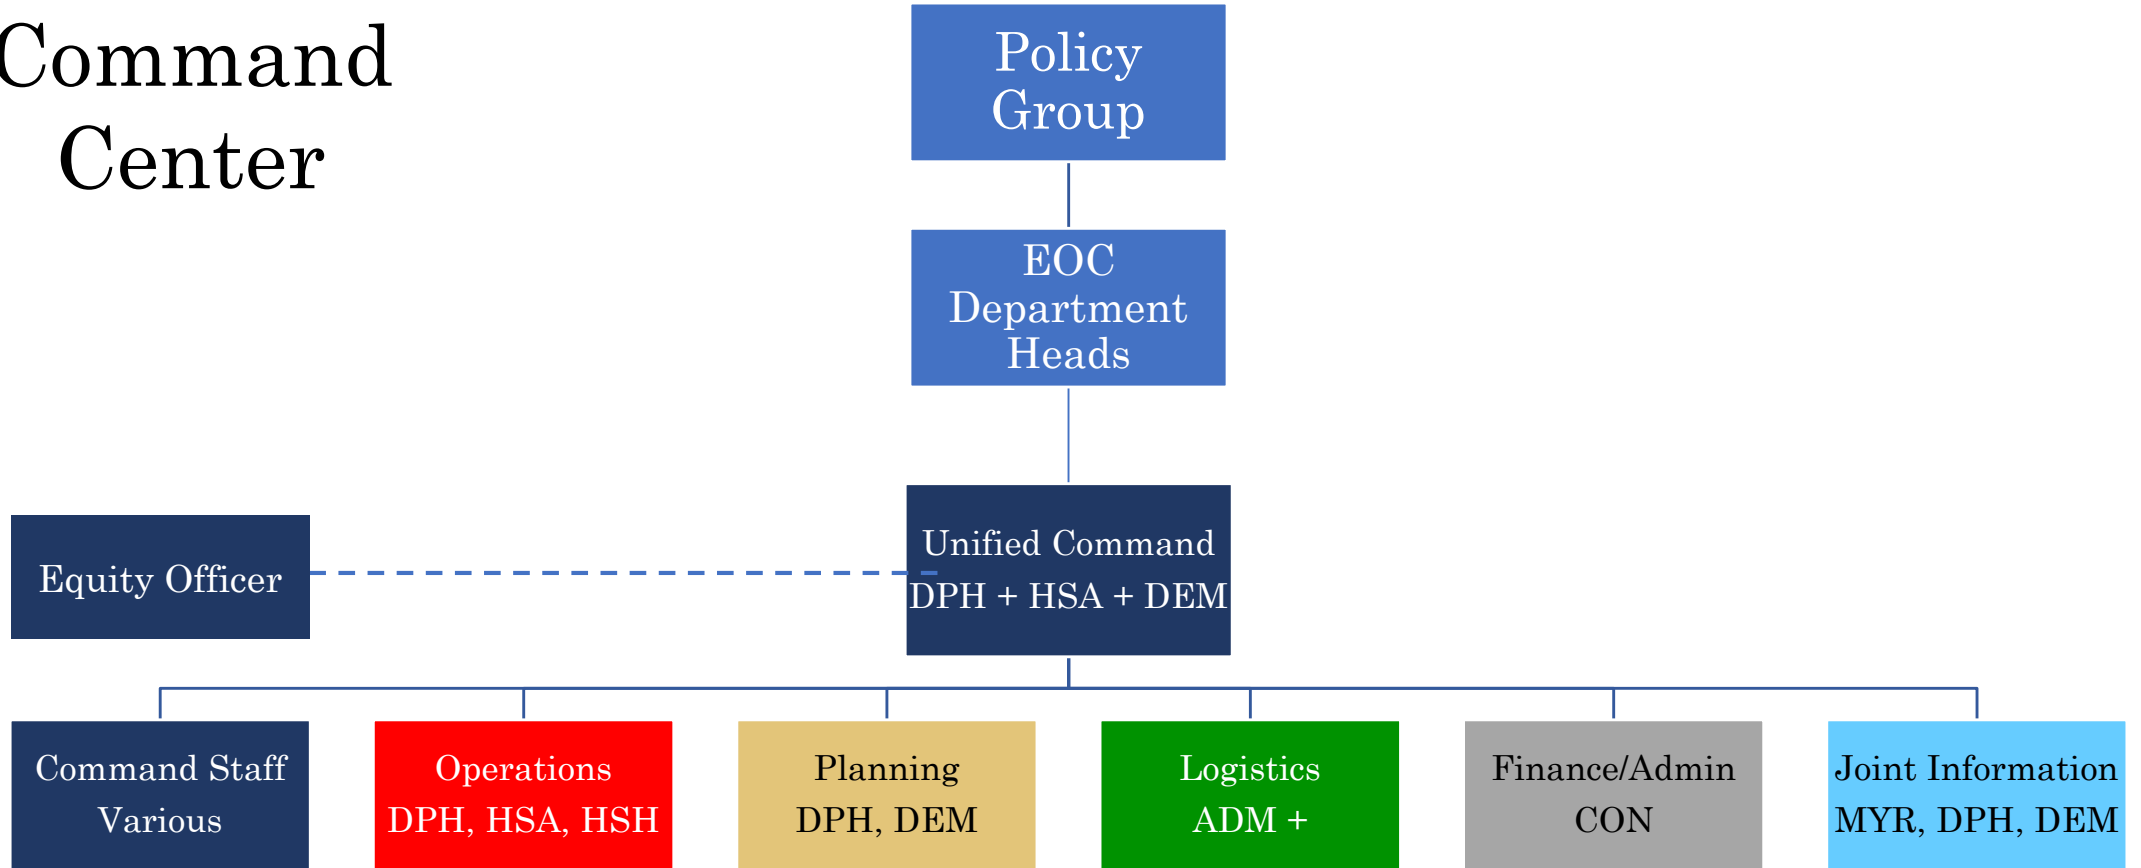 Command
Center
Policy
Group
EOC
Department
Heads
Unified Command
DPH + HSA + DEM
Equity Officer
Command Staff
Various
Operations
DPH, HSA, HSH
Planning
DPH, DEM
Logistics
ADM +
Finance/Admin
CON
Joint Information
MYR, DPH, DEM